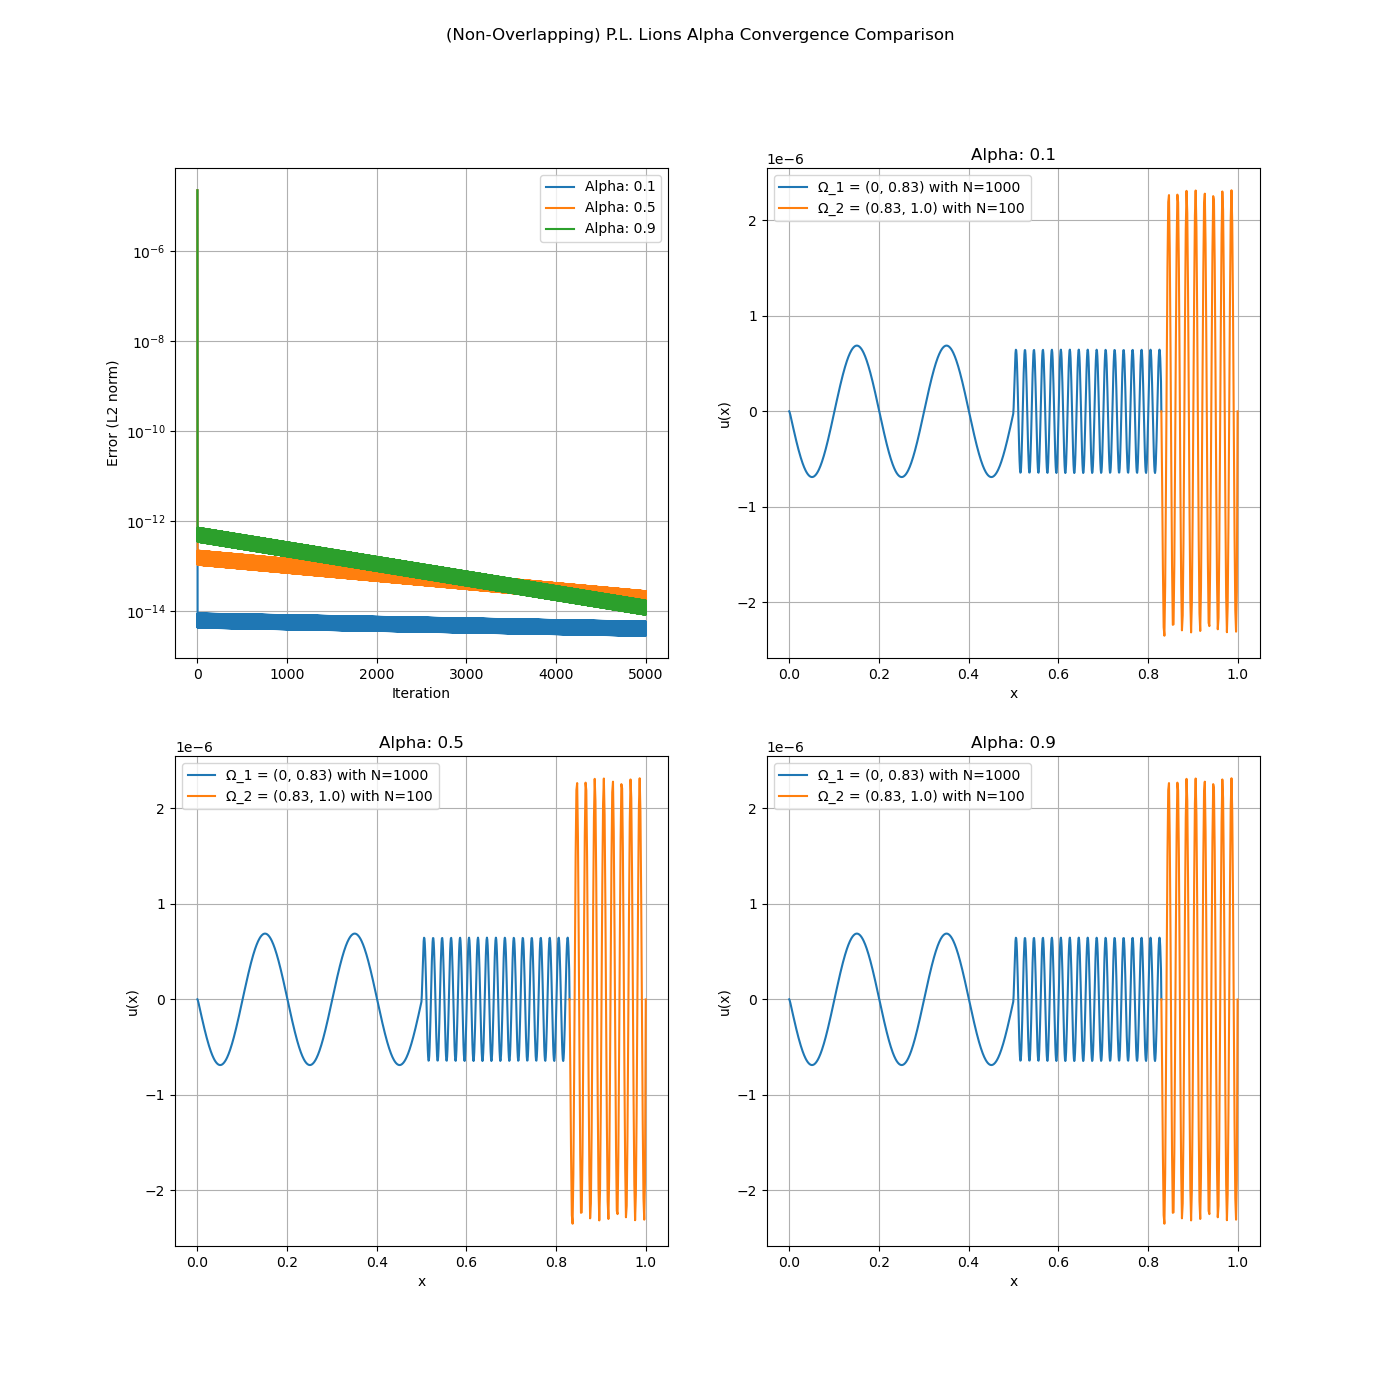 (Non-Overlapping) P.L. Lions Alpha Convergence Comparison
Alpha: 0.1
Alpha: 0.5
Alpha: 0.9
10⁻⁶
10⁻⁸
10⁻¹⁰
10⁻¹²
10⁻¹⁴
Error (L2 norm)
0 1000 2000 3000 4000 5000
Iteration
Alpha: 0.1
1e−6
Ω_1 = (0, 0.83) with N=1000
Ω_2 = (0.83, 1.0) with N=100
2
1
0
−1
−2
u(x)
0.0 0.2 0.4 0.6 0.8 1.0
x
Alpha: 0.5
1e−6
Ω_1 = (0, 0.83) with N=1000
Ω_2 = (0.83, 1.0) with N=100
2
1
0
−1
−2
u(x)
0.0 0.2 0.4 0.6 0.8 1.0
x
Alpha: 0.9
1e−6
Ω_1 = (0, 0.83) with N=1000
Ω_2 = (0.83, 1.0) with N=100
2
1
0
−1
−2
u(x)
0.0 0.2 0.4 0.6 0.8 1.0
x